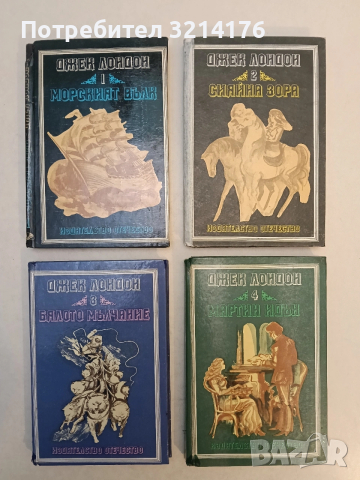 Потребител 3214176
ДЖЕК ЛОНДОН
1
МОРСКИЯТ ВЪЛК
ИЗДАТЕЛСТВО ОТЕЧЕСТВО
ДЖЕК ЛОНДОН
2
СИЯЙНА ЗОРА
ИЗДАТЕЛСТВО ОТЕЧЕСТВО
ДЖЕК ЛОНДОН
3
БЯЛОТО МЪЛЧАНИЕ
ИЗДАТЕЛСТВО ОТЕЧЕСТВО
ДЖЕК ЛОНДОН
4
МАРТИН ИДЪН
ИЗДАТЕЛСТВО ОТЕЧЕСТВО
BAZAR